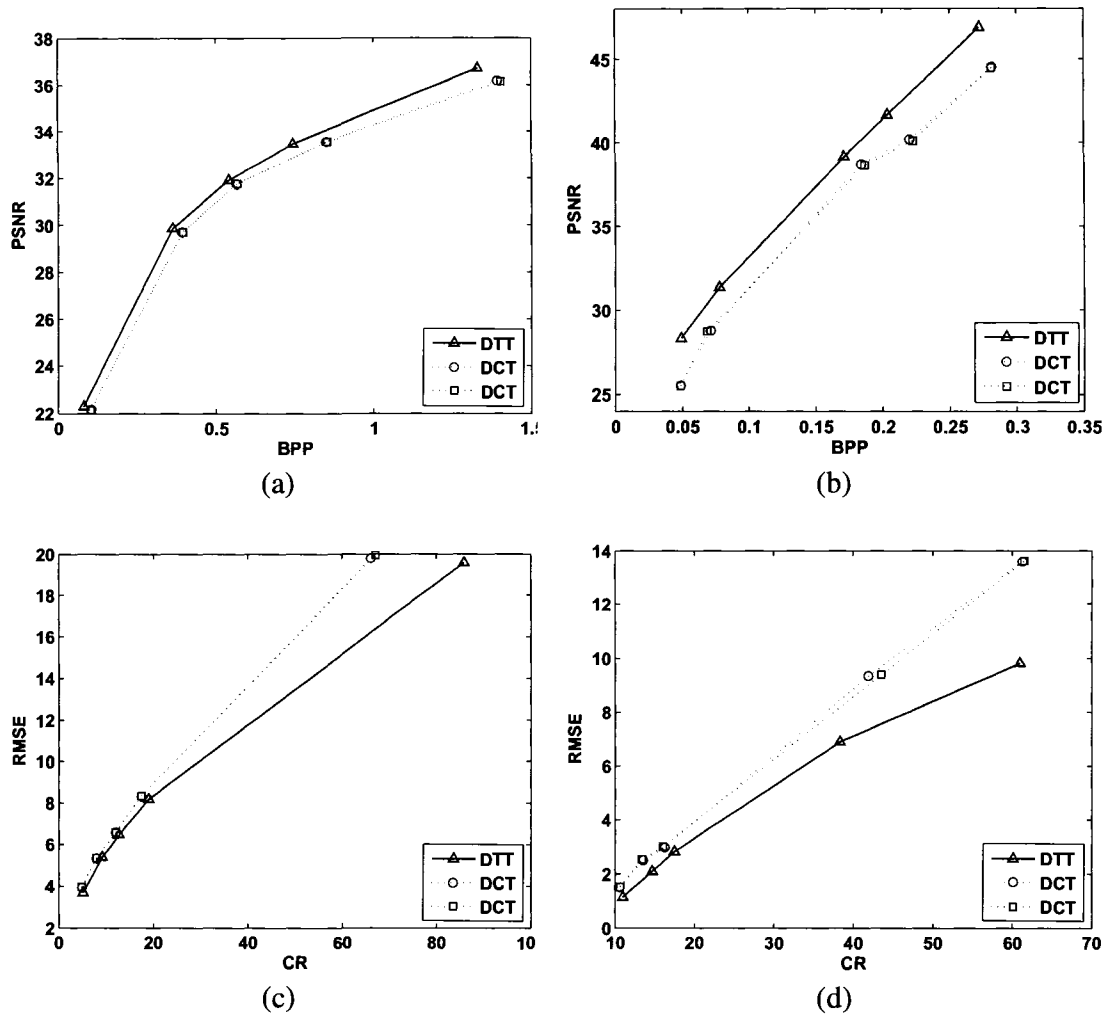 38
36
34
32
30
28
26
24
22
PSNR
0
0.5
1
1.5
BPP
DTT
DCT
DCT
(a)
45
40
35
30
25
PSNR
0
0.05
0.1
0.15
0.2
0.25
0.3
0.35
BPP
DTT
DCT
DCT
(b)
20
18
16
14
12
10
8
6
4
2
RMSE
0
20
40
60
80
10
CR
DTT
DCT
DCT
(c)
14
12
10
8
6
4
2
0
RMSE
10
20
30
40
50
60
70
CR
DTT
DCT
DCT
(d)